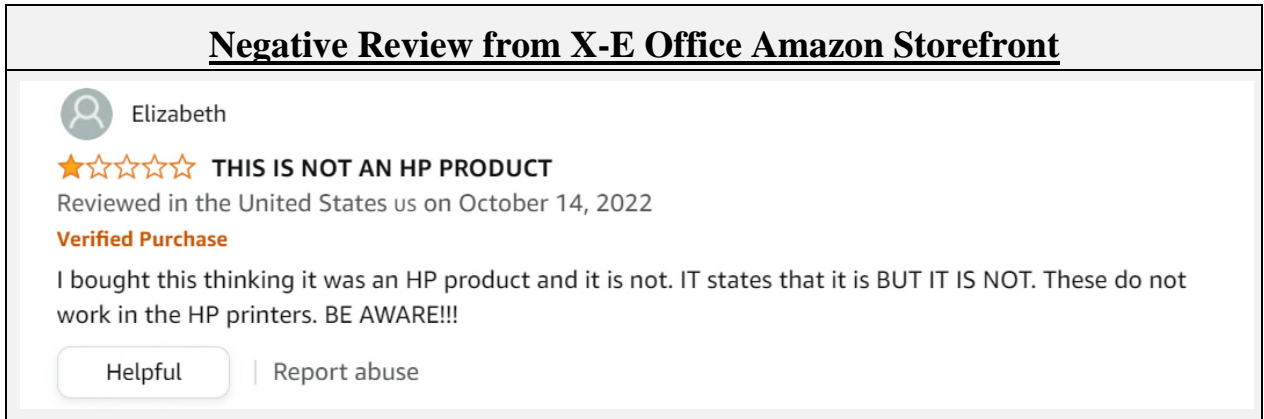 Negative Review from X-E Office Amazon Storefront
Elizabeth
THIS IS NOT AN HP PRODUCT
Reviewed in the United States us on October 14, 2022
Verified Purchase
I bought this thinking it was an HP product and it is not. IT states that it is BUT IT IS NOT. These do not
work in the HP printers. BE AWARE!!!
Helpful | Report abuse